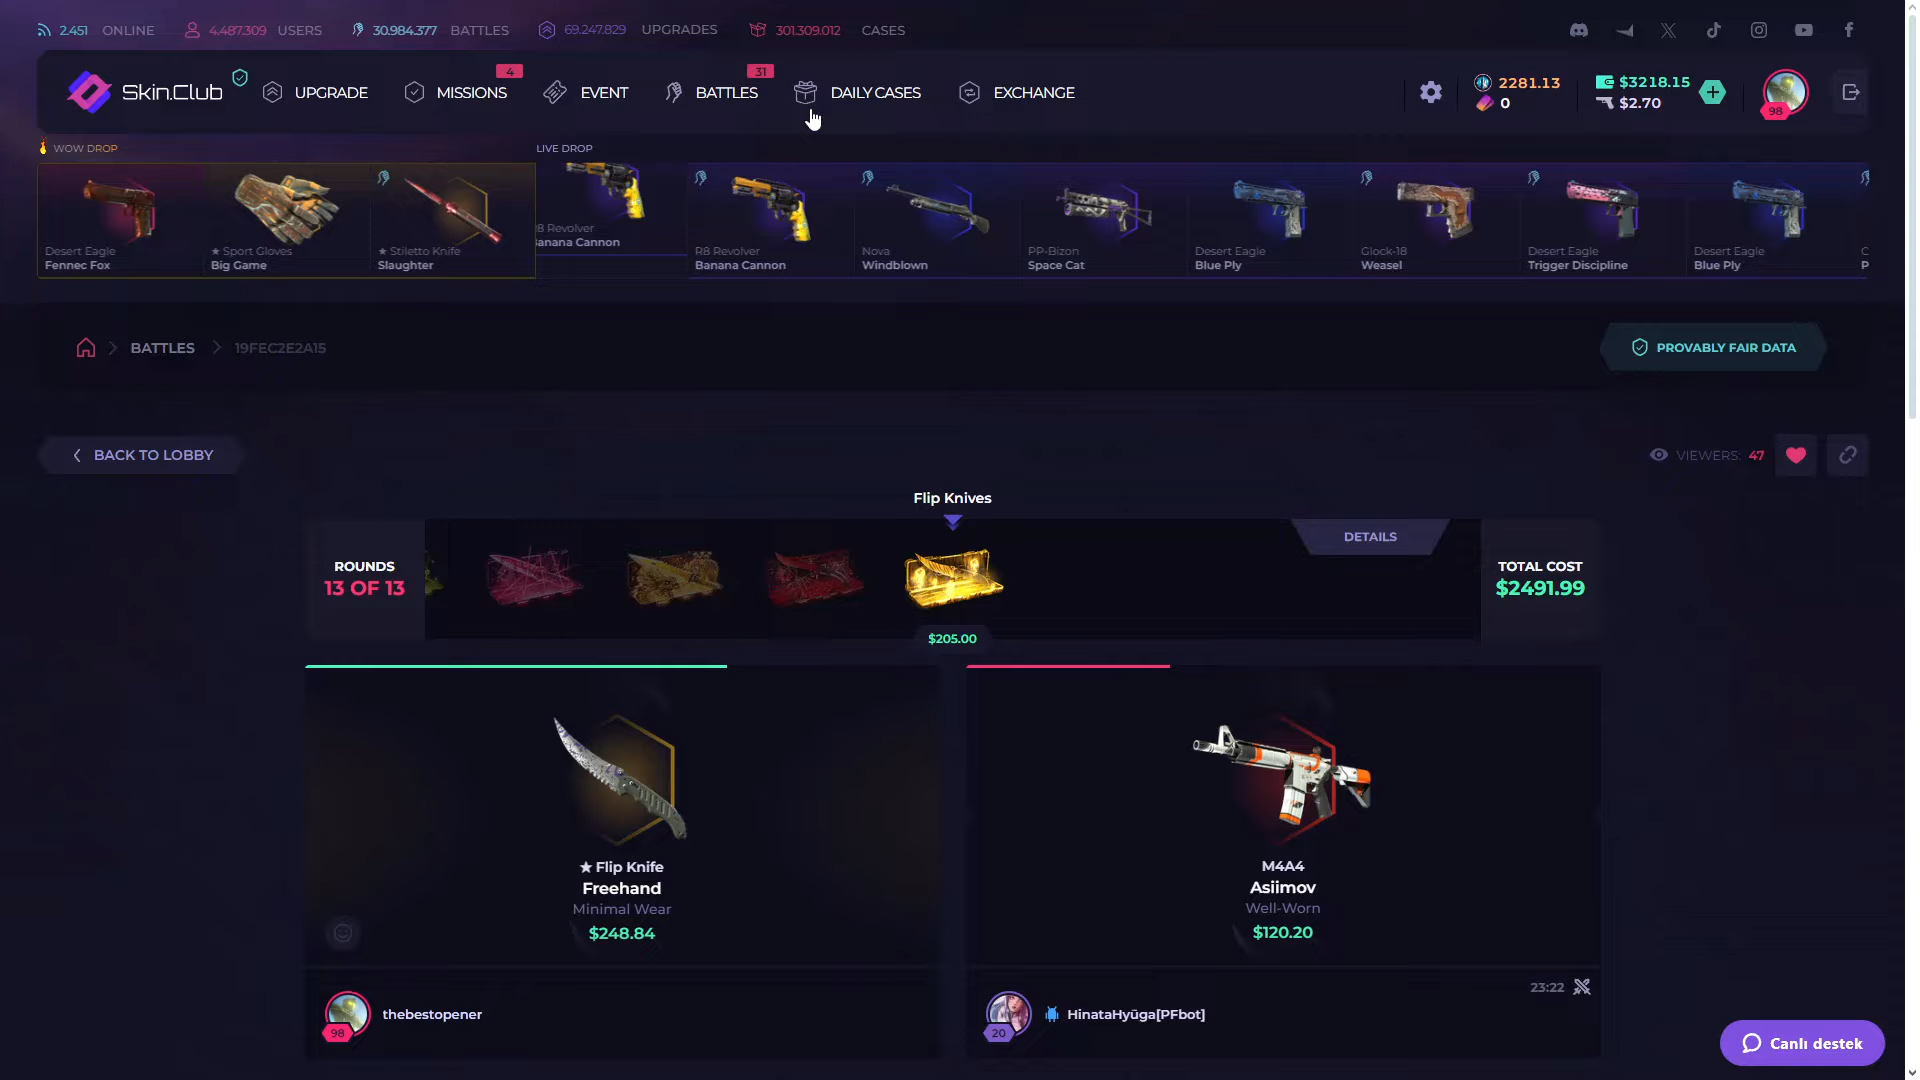 2.451 ONLINE 4.487.309 USERS 30.984.377 BATTLES 69.247.829 UPGRADES 301.309.012 CASES
Skin.Club UPGRADE MISSIONS 4 EVENT BATTLES 31 DAILY CASES EXCHANGE
2281.13 $3218.15
0 $2.70
98
WOW DROP LIVE DROP
Desert Eagle
Fennec Fox
★ Sport Gloves
Big Game
★ Stiletto Knife
Slaughter
R8 Revolver
Banana Cannon
R8 Revolver
Banana Cannon
Nova
Windblown
PP-Bizon
Space Cat
Desert Eagle
Blue Ply
Glock-18
Weasel
Desert Eagle
Trigger Discipline
Desert Eagle
Blue Ply
C
P
BATTLES 19FEC2E2A15
PROVABLY FAIR DATA
BACK TO LOBBY
VIEWERS: 47
Flip Knives
ROUNDS
13 OF 13
DETAILS
TOTAL COST
$2491.99
$205.00
★ Flip Knife
Freehand
Minimal Wear
$248.84
M4A4
Asiimov
Well-Worn
$120.20
23:22
98 thebestopener
20 HinataHyūga[PFbot]
Canlı destek